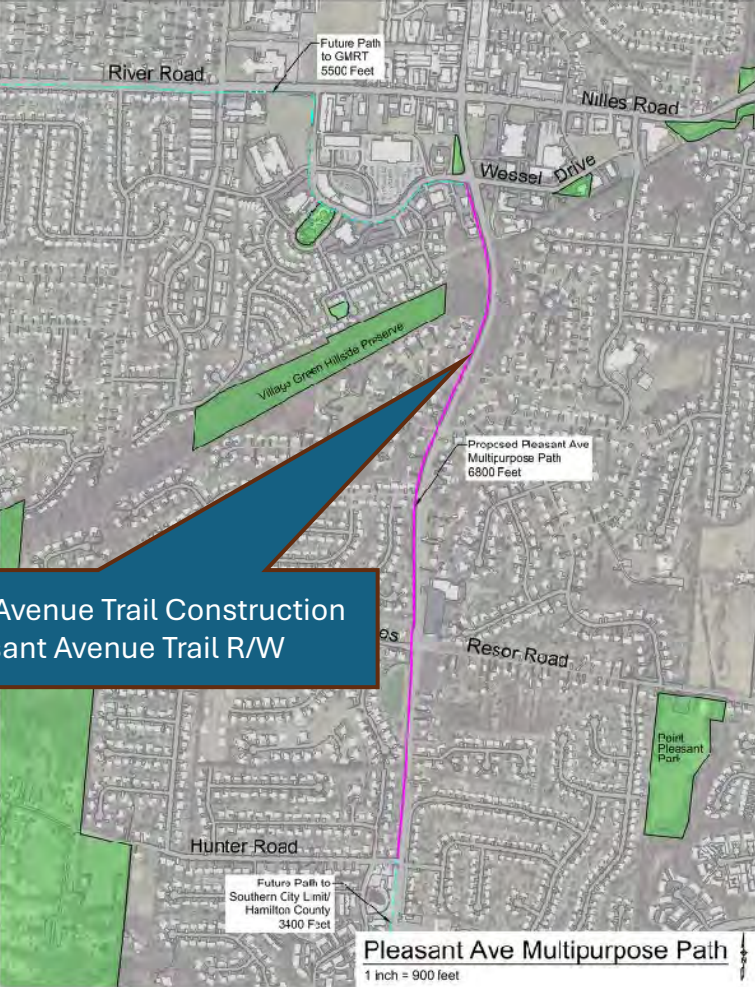 Future Path
to GMRT
5500 Feet
River Road
Nilles Road
Wessel Drive
Village Green Hillside Preserve
Proposed Pleasant Ave
Multipurpose Path
6800 Feet
Avenue Trail Construction
sant Avenue Trail R/W
es
Resor Road
Point
Pleasant
Park
Hunter Road
Future Path to
Southern City Limit/
Hamilton County
3400 Feet
Pleasant Ave Multipurpose Path
1 inch = 900 feet